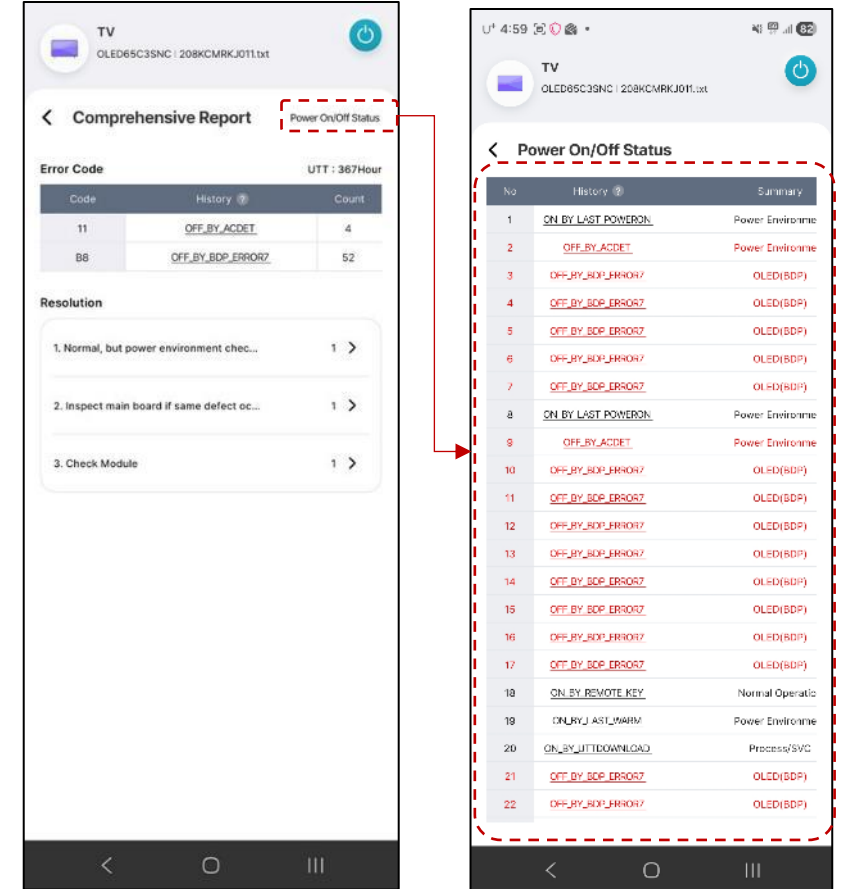 TV
OLED65C3SNC | 208KCMRKJ011.txt
Comprehensive Report
Power On/Off Status
Error Code
UTT : 367Hour
Code History ? Count
11 OFF_BY_ACDET 4
B8 OFF_BY_BDP_ERROR7 52
Resolution
1. Normal, but power environment chec... 1
2. Inspect main board if same defect oc... 1
3. Check Module 1
U+ 4:59
82
TV
OLED65C3SNC | 208KCMRKJ011.txt
Power On/Off Status
No History ? Summary
1 ON_BY_LAST_POWERON Power Environme
2 OFF_BY_ACDET Power Environme
3 OFF_BY_BDP_ERROR7 OLED(BDP)
4 OFF_BY_BDP_ERROR7 OLED(BDP)
5 OFF_BY_BDP_ERROR7 OLED(BDP)
6 OFF_BY_BDP_ERROR7 OLED(BDP)
7 OFF_BY_BDP_ERROR7 OLED(BDP)
8 ON_BY_LAST_POWERON Power Environme
9 OFF_BY_ACDET Power Environme
10 OFF_BY_BDP_ERROR7 OLED(BDP)
11 OFF_BY_BDP_ERROR7 OLED(BDP)
12 OFF_BY_BDP_ERROR7 OLED(BDP)
13 OFF_BY_BDP_ERROR7 OLED(BDP)
14 OFF_BY_BDP_ERROR7 OLED(BDP)
15 OFF_BY_BDP_ERROR7 OLED(BDP)
16 OFF_BY_BDP_ERROR7 OLED(BDP)
17 OFF_BY_BDP_ERROR7 OLED(BDP)
18 ON_BY_REMOTE_KEY Normal Operatio
19 ON_BY_LAST_WARM Power Environme
20 ON_BY_UTTDOWNLOAD Process/SVC
21 OFF_BY_BDP_ERROR7 OLED(BDP)
22 OFF_BY_BDP_ERROR7 OLED(BDP)